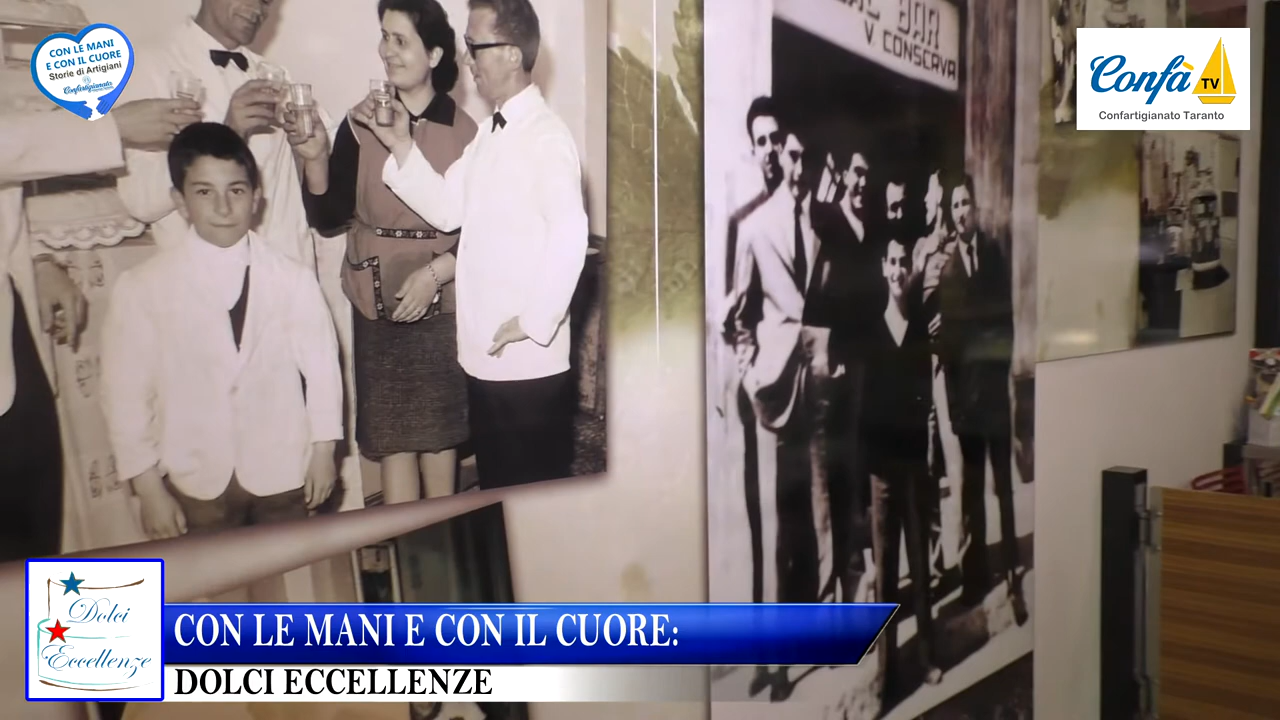 CON LE MANI
E CON IL CUORE
Storie di Artigiani
Confartigianato
BAR
V CONSERVA
Confà TV
Confartigianato Taranto
Dolci
Eccellenze
CON LE MANI E CON IL CUORE:
DOLCI ECCELLENZE